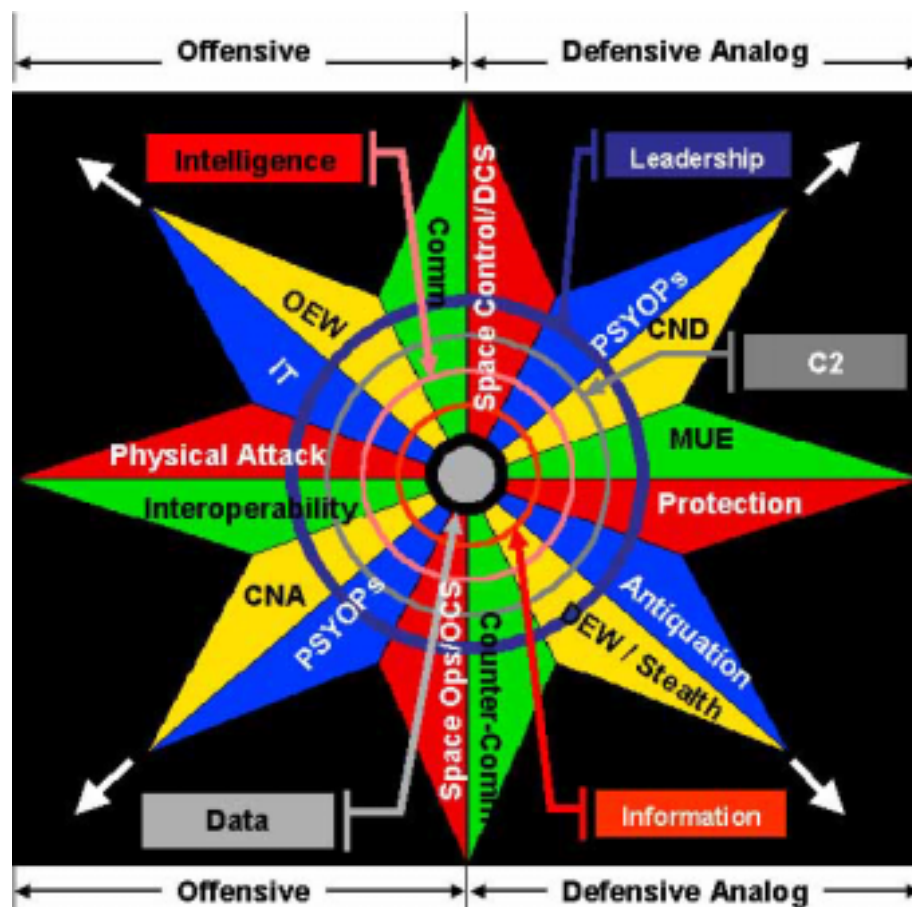 Offensive
Defensive Analog
Intelligence
Leadership
Comm
Space Control/DCS
OEW
PSYOPs
CND
IT
C2
MUE
Physical Attack
Protection
Interoperability
CNA
Antiquation
PSYOPs
DEW / Stealth
Space Ops/OCS
Counter-Comm
Data
Information
Offensive
Defensive Analog